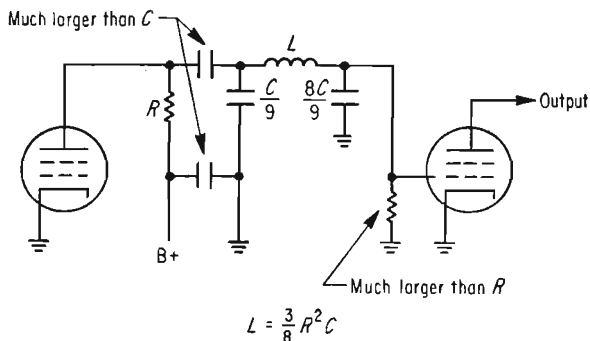 Much larger than C
L
R
C/9
8C/9
Output
B+
Much larger than R
L = 3/8 R²C